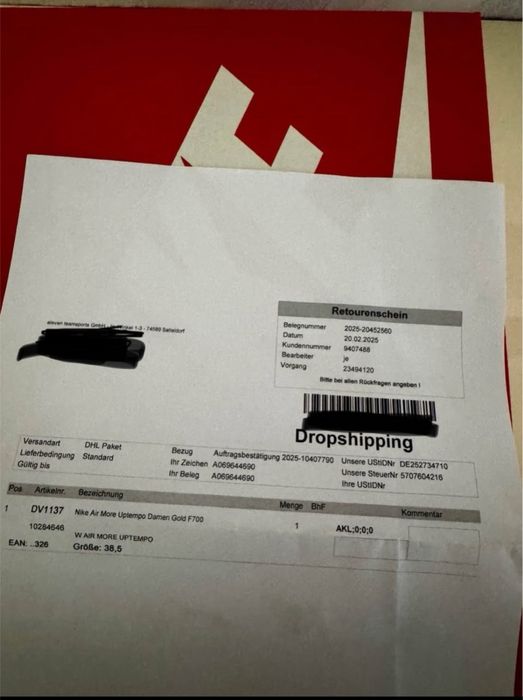 eleven teamsports GmbH 1-3 - 74589 Satteldorf
Retourenschein
Belegnummer 2025-20452560
Datum 20.02.2025
Kundennummer 9407488
Bearbeiter je
Vorgang 23494120
Bitte bei allen Rückfragen angeben !
Dropshipping
Versandart DHL Paket Bezug Auftragsbestätigung 2025-10407790 Unsere UStIDNr DE252734710
Lieferbedingung Standard Ihr Zeichen A069644690 Unsere SteuerNr 5707604216
Gültig bis Ihr Beleg A069644690 Ihre UStIDNr
Pos Artikelnr. Bezeichnung Menge BhF Kommentar
1 DV1137 Nike Air More Uptempo Damen Gold F700 1 AKL;0;0;0
10284646 W AIR MORE UPTEMPO
EAN: ..326 Größe: 38,5